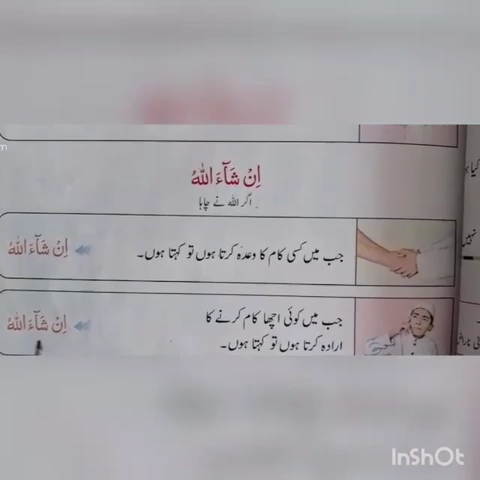 اِنْ شَآءَ اللّٰهُ
اگر اللہ نے چاہا۔
جب میں کسی کام کا وعدہ کرتا ہوں تو کہتا ہوں۔
اِنْ شَآءَ اللّٰهُ
جب میں کوئی اچھا کام کرنے کا
ارادہ کرتا ہوں تو کہتا ہوں۔
اِنْ شَآءَ اللّٰهُ
نہیں
InShOt